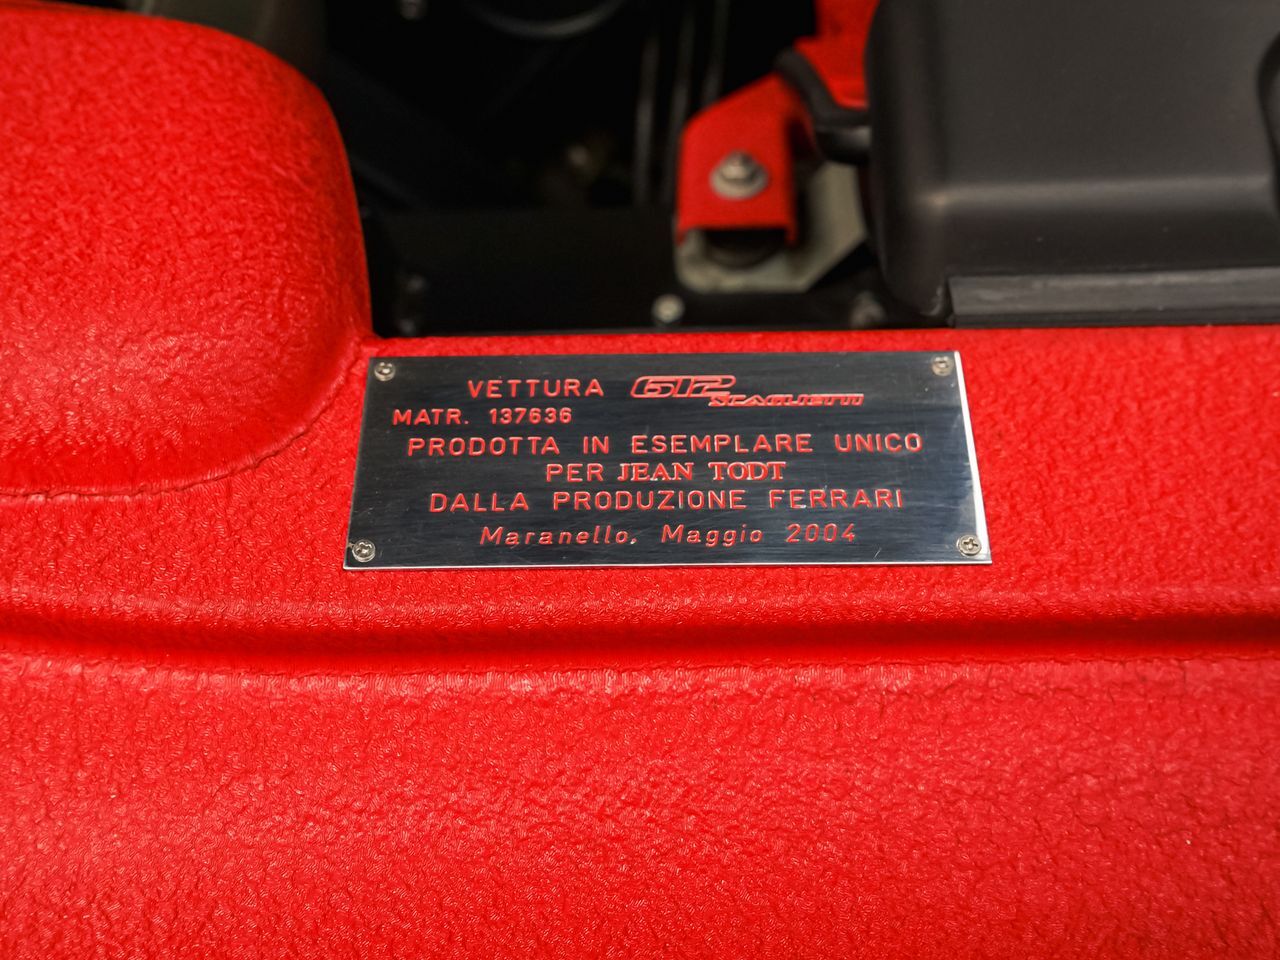 VETTURA 612 SCAGLIETTI
MATR. 137636
PRODOTTA IN ESEMPLARE UNICO
PER JEAN TODT
DALLA PRODUZIONE FERRARI
Maranello, Maggio 2004